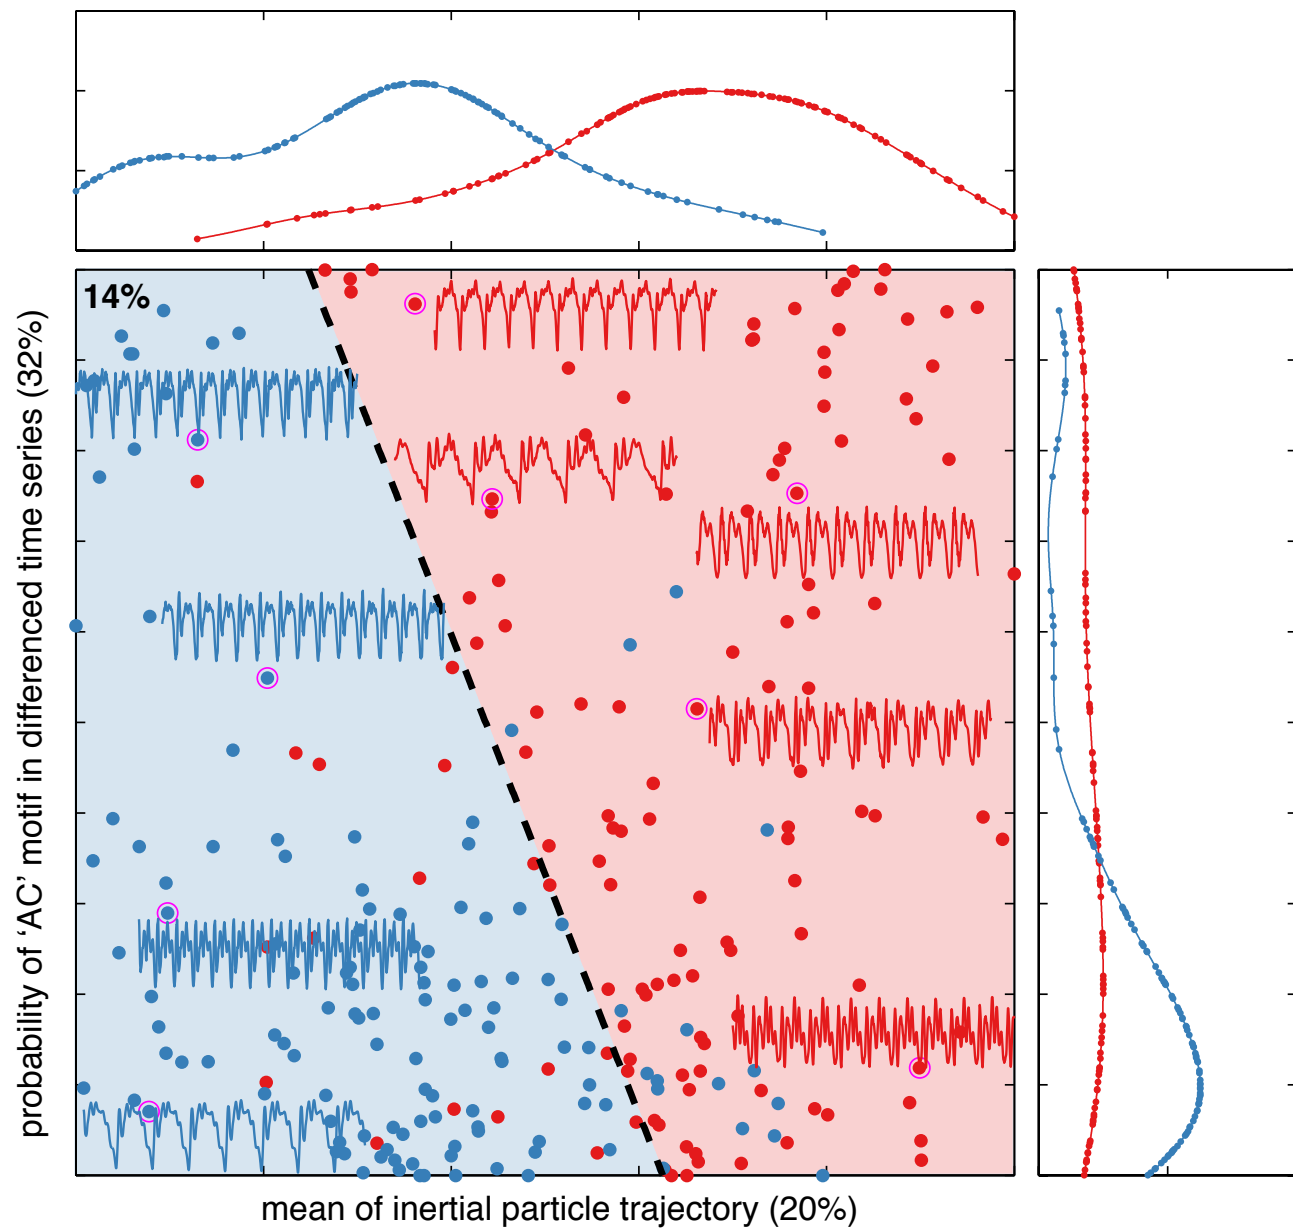 14%
probability of ‘AC’ motif in differenced time series (32%)
mean of inertial particle trajectory (20%)